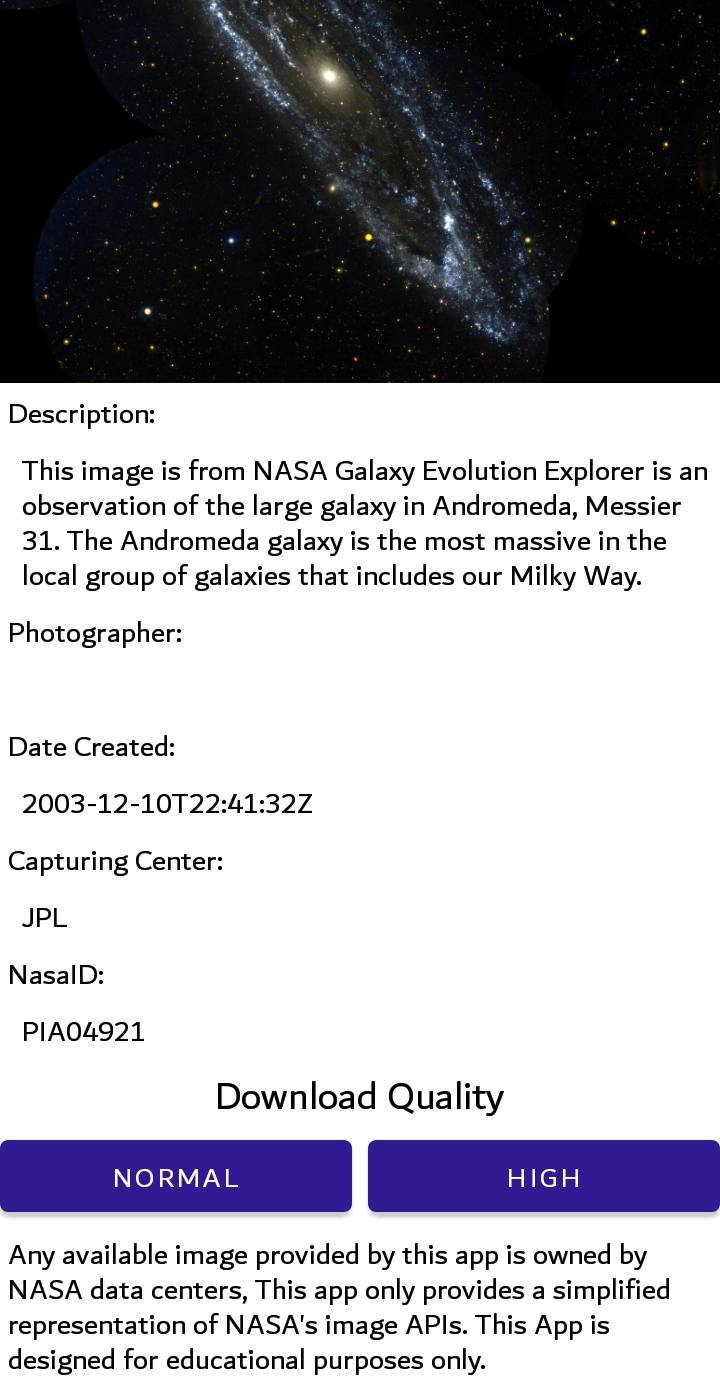 Description:
This image is from NASA Galaxy Evolution Explorer is an
observation of the large galaxy in Andromeda, Messier
31. The Andromeda galaxy is the most massive in the
local group of galaxies that includes our Milky Way.
Photographer:
Date Created:
2003-12-10T22:41:32Z
Capturing Center:
JPL
NasaID:
PIA04921
Download Quality
NORMAL HIGH
Any available image provided by this app is owned by
NASA data centers, This app only provides a simplified
representation of NASA's image APIs. This App is
designed for educational purposes only.